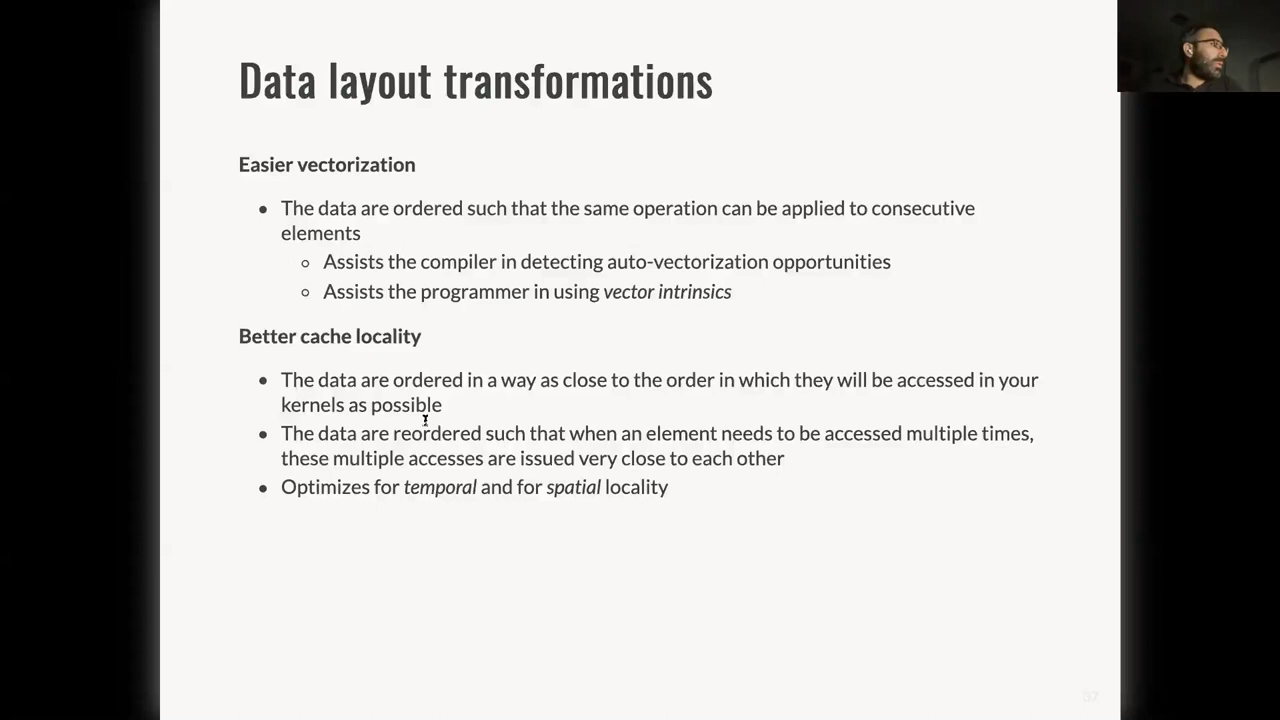 Data layout transformations
Easier vectorization
• The data are ordered such that the same operation can be applied to consecutive
elements
○ Assists the compiler in detecting auto-vectorization opportunities
○ Assists the programmer in using vector intrinsics
Better cache locality
• The data are ordered in a way as close to the order in which they will be accessed in your
kernels as possible
• The data are reordered such that when an element needs to be accessed multiple times,
these multiple accesses are issued very close to each other
• Optimizes for temporal and for spatial locality
37